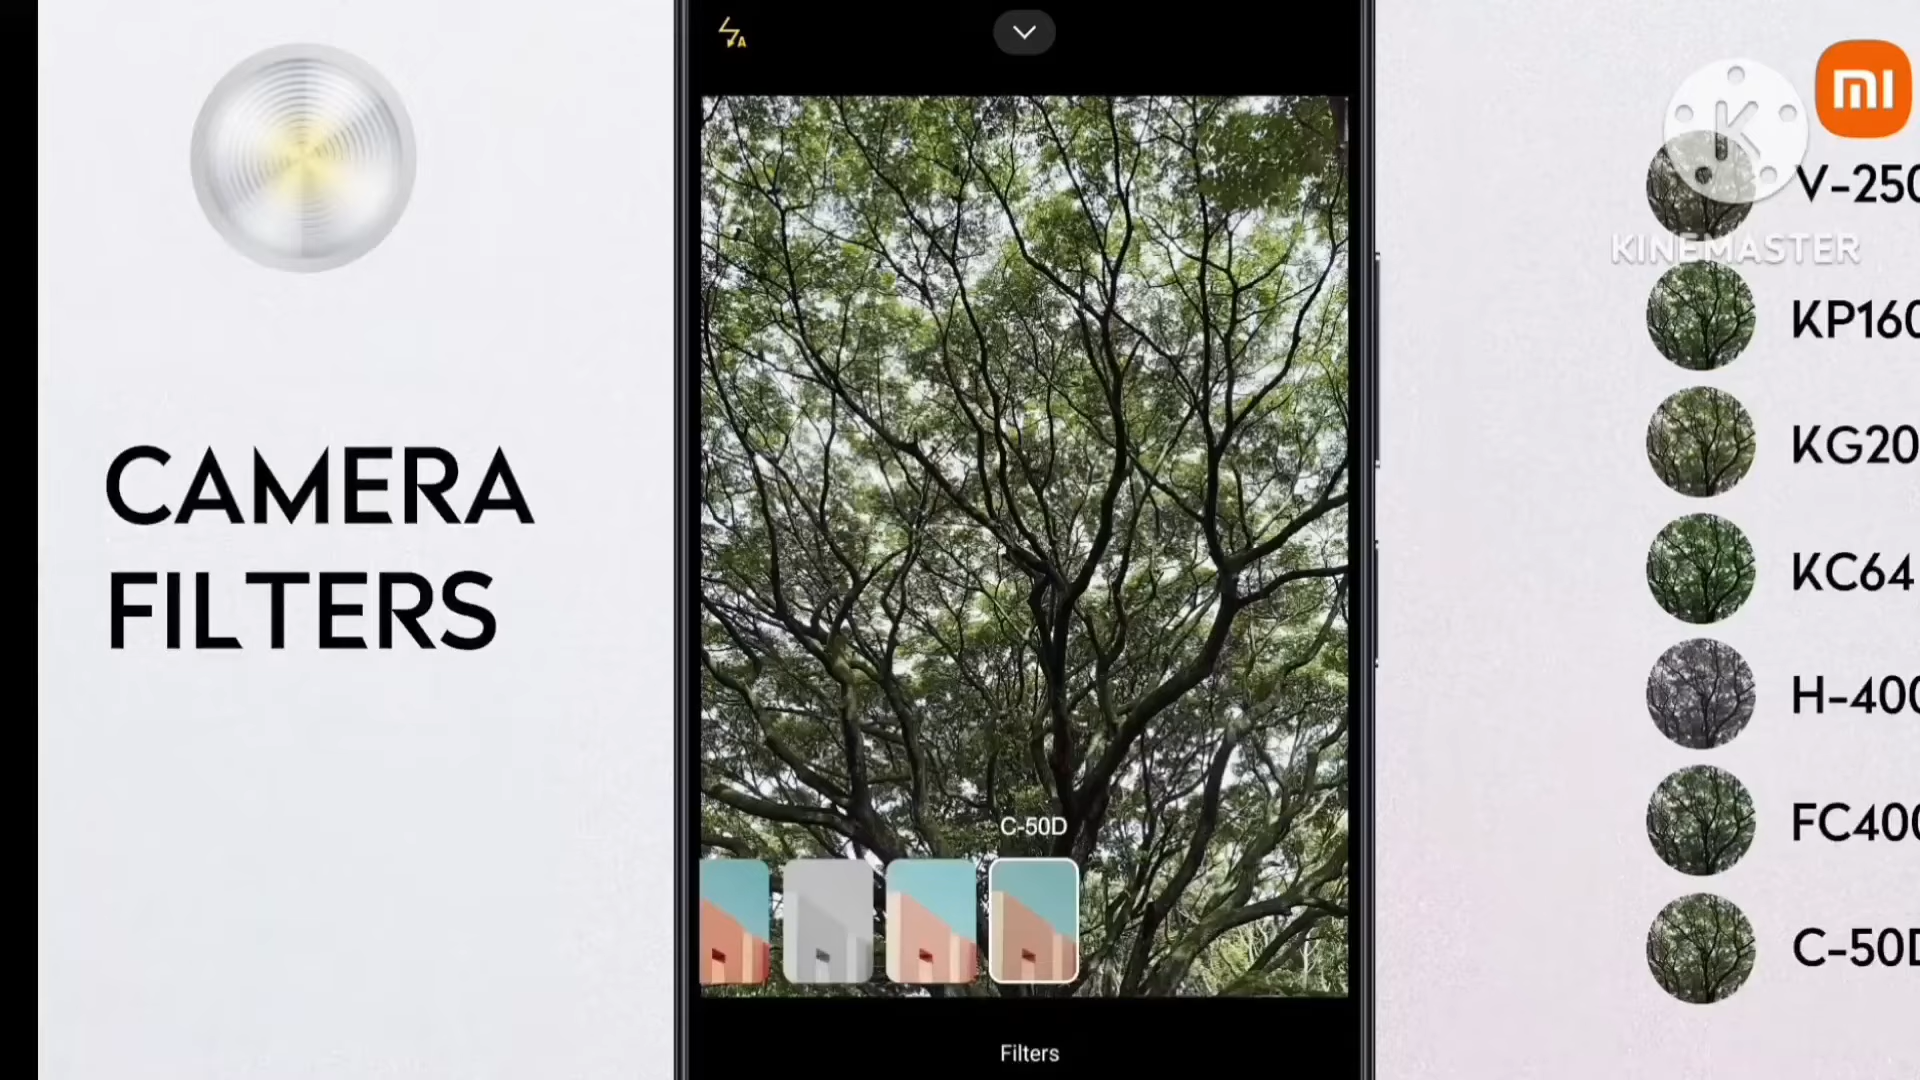 A
CAMERA
FILTERS
C-50D
Filters
mi
K
KINEMASTER
V-250
KP160
KG20
KC64
H-400
FC400
C-50D